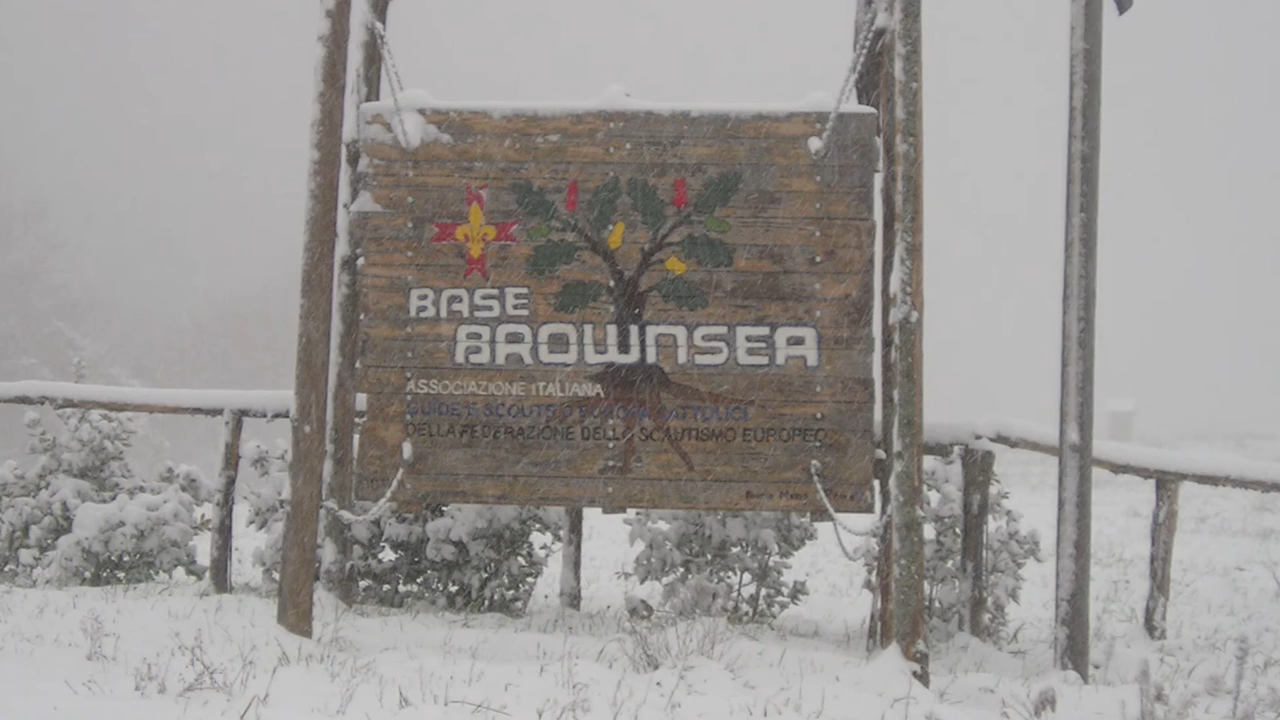 BASE
BROWNSEA
ASSOCIAZIONE ITALIANA
GUIDE E SCOUTS D'EUROPA CATTOLICI
DELLA FEDERAZIONE DELLO SCAUTISMO EUROPEO